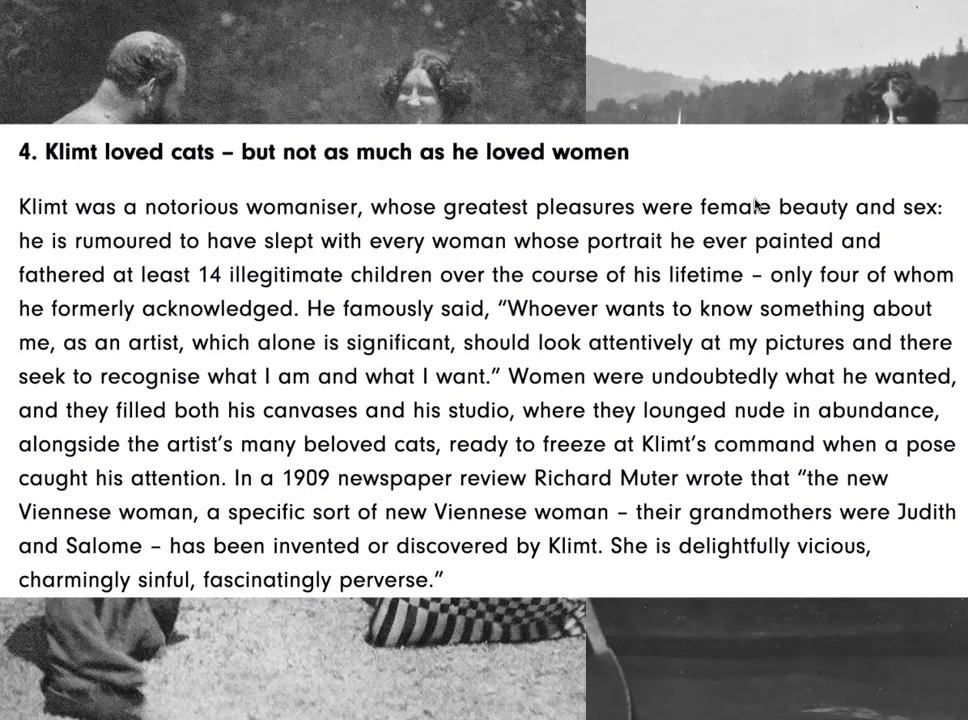 4. Klimt loved cats – but not as much as he loved women
Klimt was a notorious womaniser, whose greatest pleasures were female beauty and sex:
he is rumoured to have slept with every woman whose portrait he ever painted and
fathered at least 14 illegitimate children over the course of his lifetime – only four of whom
he formerly acknowledged. He famously said, “Whoever wants to know something about
me, as an artist, which alone is significant, should look attentively at my pictures and there
seek to recognise what I am and what I want.” Women were undoubtedly what he wanted,
and they filled both his canvases and his studio, where they lounged nude in abundance,
alongside the artist’s many beloved cats, ready to freeze at Klimt’s command when a pose
caught his attention. In a 1909 newspaper review Richard Muter wrote that “the new
Viennese woman, a specific sort of new Viennese woman – their grandmothers were Judith
and Salome – has been invented or discovered by Klimt. She is delightfully vicious,
charmingly sinful, fascinatingly perverse.”